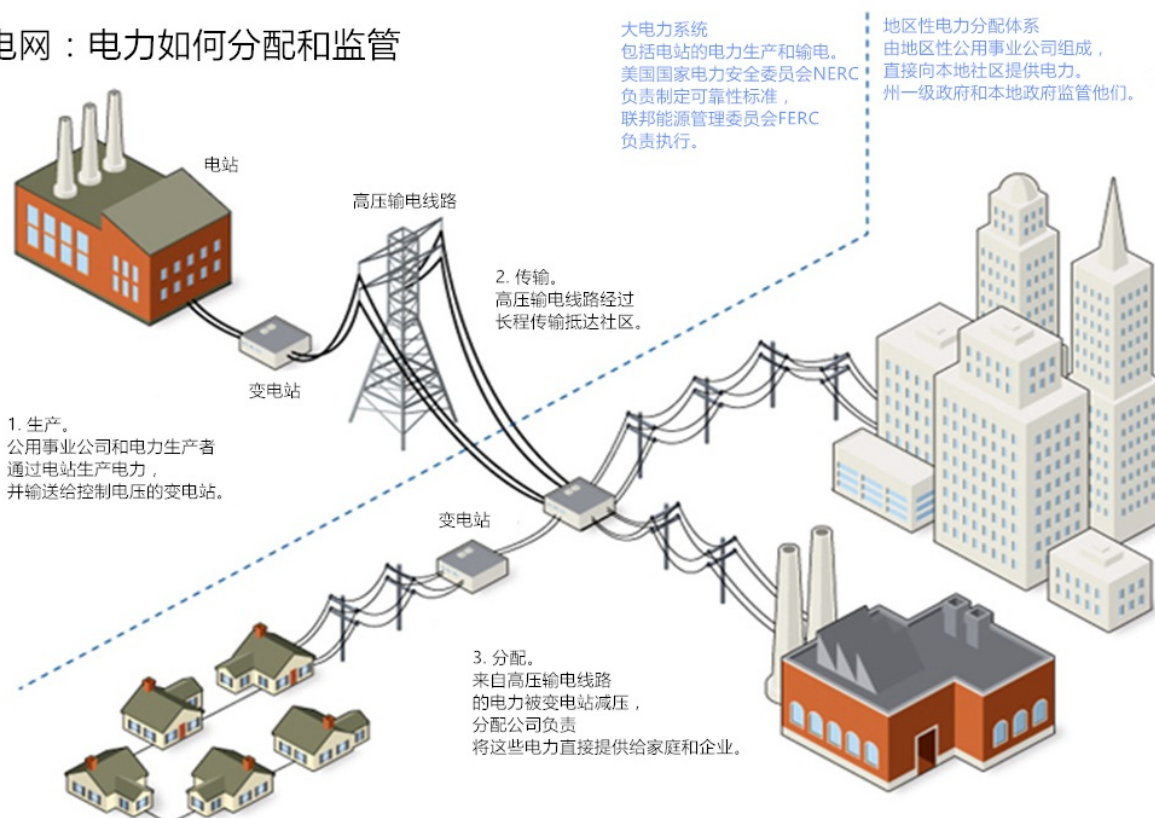 电网：电力如何分配和监管
大电力系统
包括电站的电力生产和输电。
美国国家电力安全委员会NERC
负责制定可靠性标准，
联邦能源管理委员会FERC
负责执行。
地区性电力分配体系
由地区性公用事业公司组成，
直接向本地社区提供电力。
州一级政府和本地政府监管他们。
电站
高压输电线路
2. 传输。
高压输电线路经过
长程传输抵达社区。
变电站
1. 生产。
公用事业公司和电力生产者
通过电站生产电力，
并输送给控制电压的变电站。
变电站
3. 分配。
来自高压输电线路
的电力被变电站减压，
分配公司负责
将这些电力直接提供给家庭和企业。